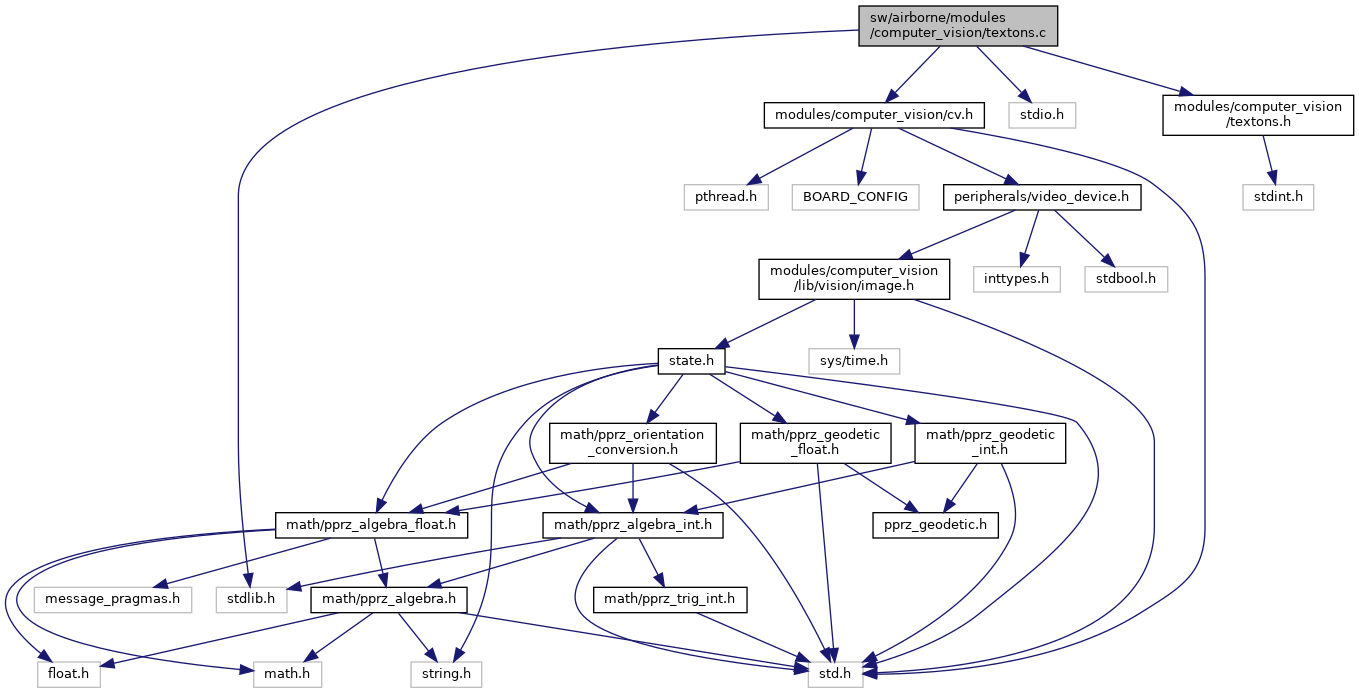 sw/airborne/modules
/computer_vision/textons.c
modules/computer_vision/cv.h
stdio.h
modules/computer_vision
/textons.h
pthread.h
BOARD_CONFIG
peripherals/video_device.h
stdint.h
modules/computer_vision
/lib/vision/image.h
inttypes.h
stdbool.h
state.h
sys/time.h
math/pprz_orientation
_conversion.h
math/pprz_geodetic
_float.h
math/pprz_geodetic
_int.h
math/pprz_algebra_float.h
math/pprz_algebra_int.h
pprz_geodetic.h
message_pragmas.h
stdlib.h
math/pprz_algebra.h
math/pprz_trig_int.h
float.h
math.h
string.h
std.h